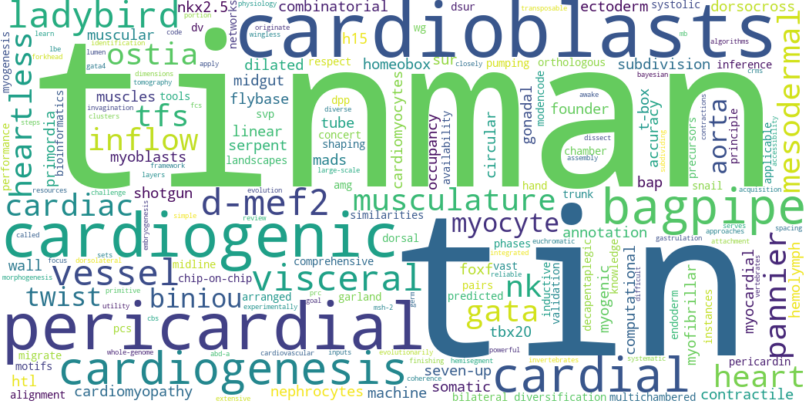 ladybird
nkx2.5
combinatorial
ectoderm
systolic
dorsocross
cardioblasts
myogenesis
muscular
dv
networks
h15
wg
dsur
code
algorithms
portion
physiology
transposable
originate
wingless
learn
lbe
forkhead
gata4
identification
lumen
apply
ostia
dilated
respect
homeobox
sur
pumping
orthologous
subdivision
inference
mb
closely
heartless
tinman
mesodermal
performance
primordia
bioinformatics
muscles
tools
tfs
midgut
flybase
svp
dpp
diverse
cardiomyocytes
occupancy
availability
modencode
gonadal
founder
t-box
accuracy
aorta
principle
bayesian
awake
contractions
crms
applicable
accessibility
dimensions
tomography
fcs
invagination
clusters
steps
inflow
linear
tube
concert
shaping
serpent
circular
chamber
dissect
assembly
precursors
myoblasts
framework
layers
landscapes
mads
large-scale
snail
subdividing
resources
challenge
evolution
shotgun
amg
hand
bap
trunk
acquisition
cardiac
d-mef2
musculature
bagpipe
simple
review
similarities
myocyte
annotation
serves
approaches
spacing
vertebrates
cardiogenic
called
embryogenesis
dorsal
tin
phases
euchromatic
gastrulation
attachment
pannier
hemolymph
wall
focus
sets
dorsolateral
midline
comprehensive
foxf
vast
integrated
reliable
inductive
validation
decapentaplegic
knowledge
myogenic
computational
difficult
vessel
chip-on-chip
visceral
nk
pairs
predicted
endoderm
myofibrillar
instances
myocardial
vernier
morphogenesis
primitive
twist
biniou
arranged
experimentally
garland
prc
goal
msh-2
gata
tbx20
utility
pcs
cbs
abd-a
germ
pericardial
whole-genome
cardiovascular
inputs
evolutionarily
finishing
hemisegment
powerful
invertebrates
systematic
pericardin
migrate
motifs
cardiogenesis
coherence
seven-up
cardial
heart
htl
alignment
cardiomyopathy
extensive
nephrocytes
machine
somatic
bilateral
diversification
multichambered
contractile